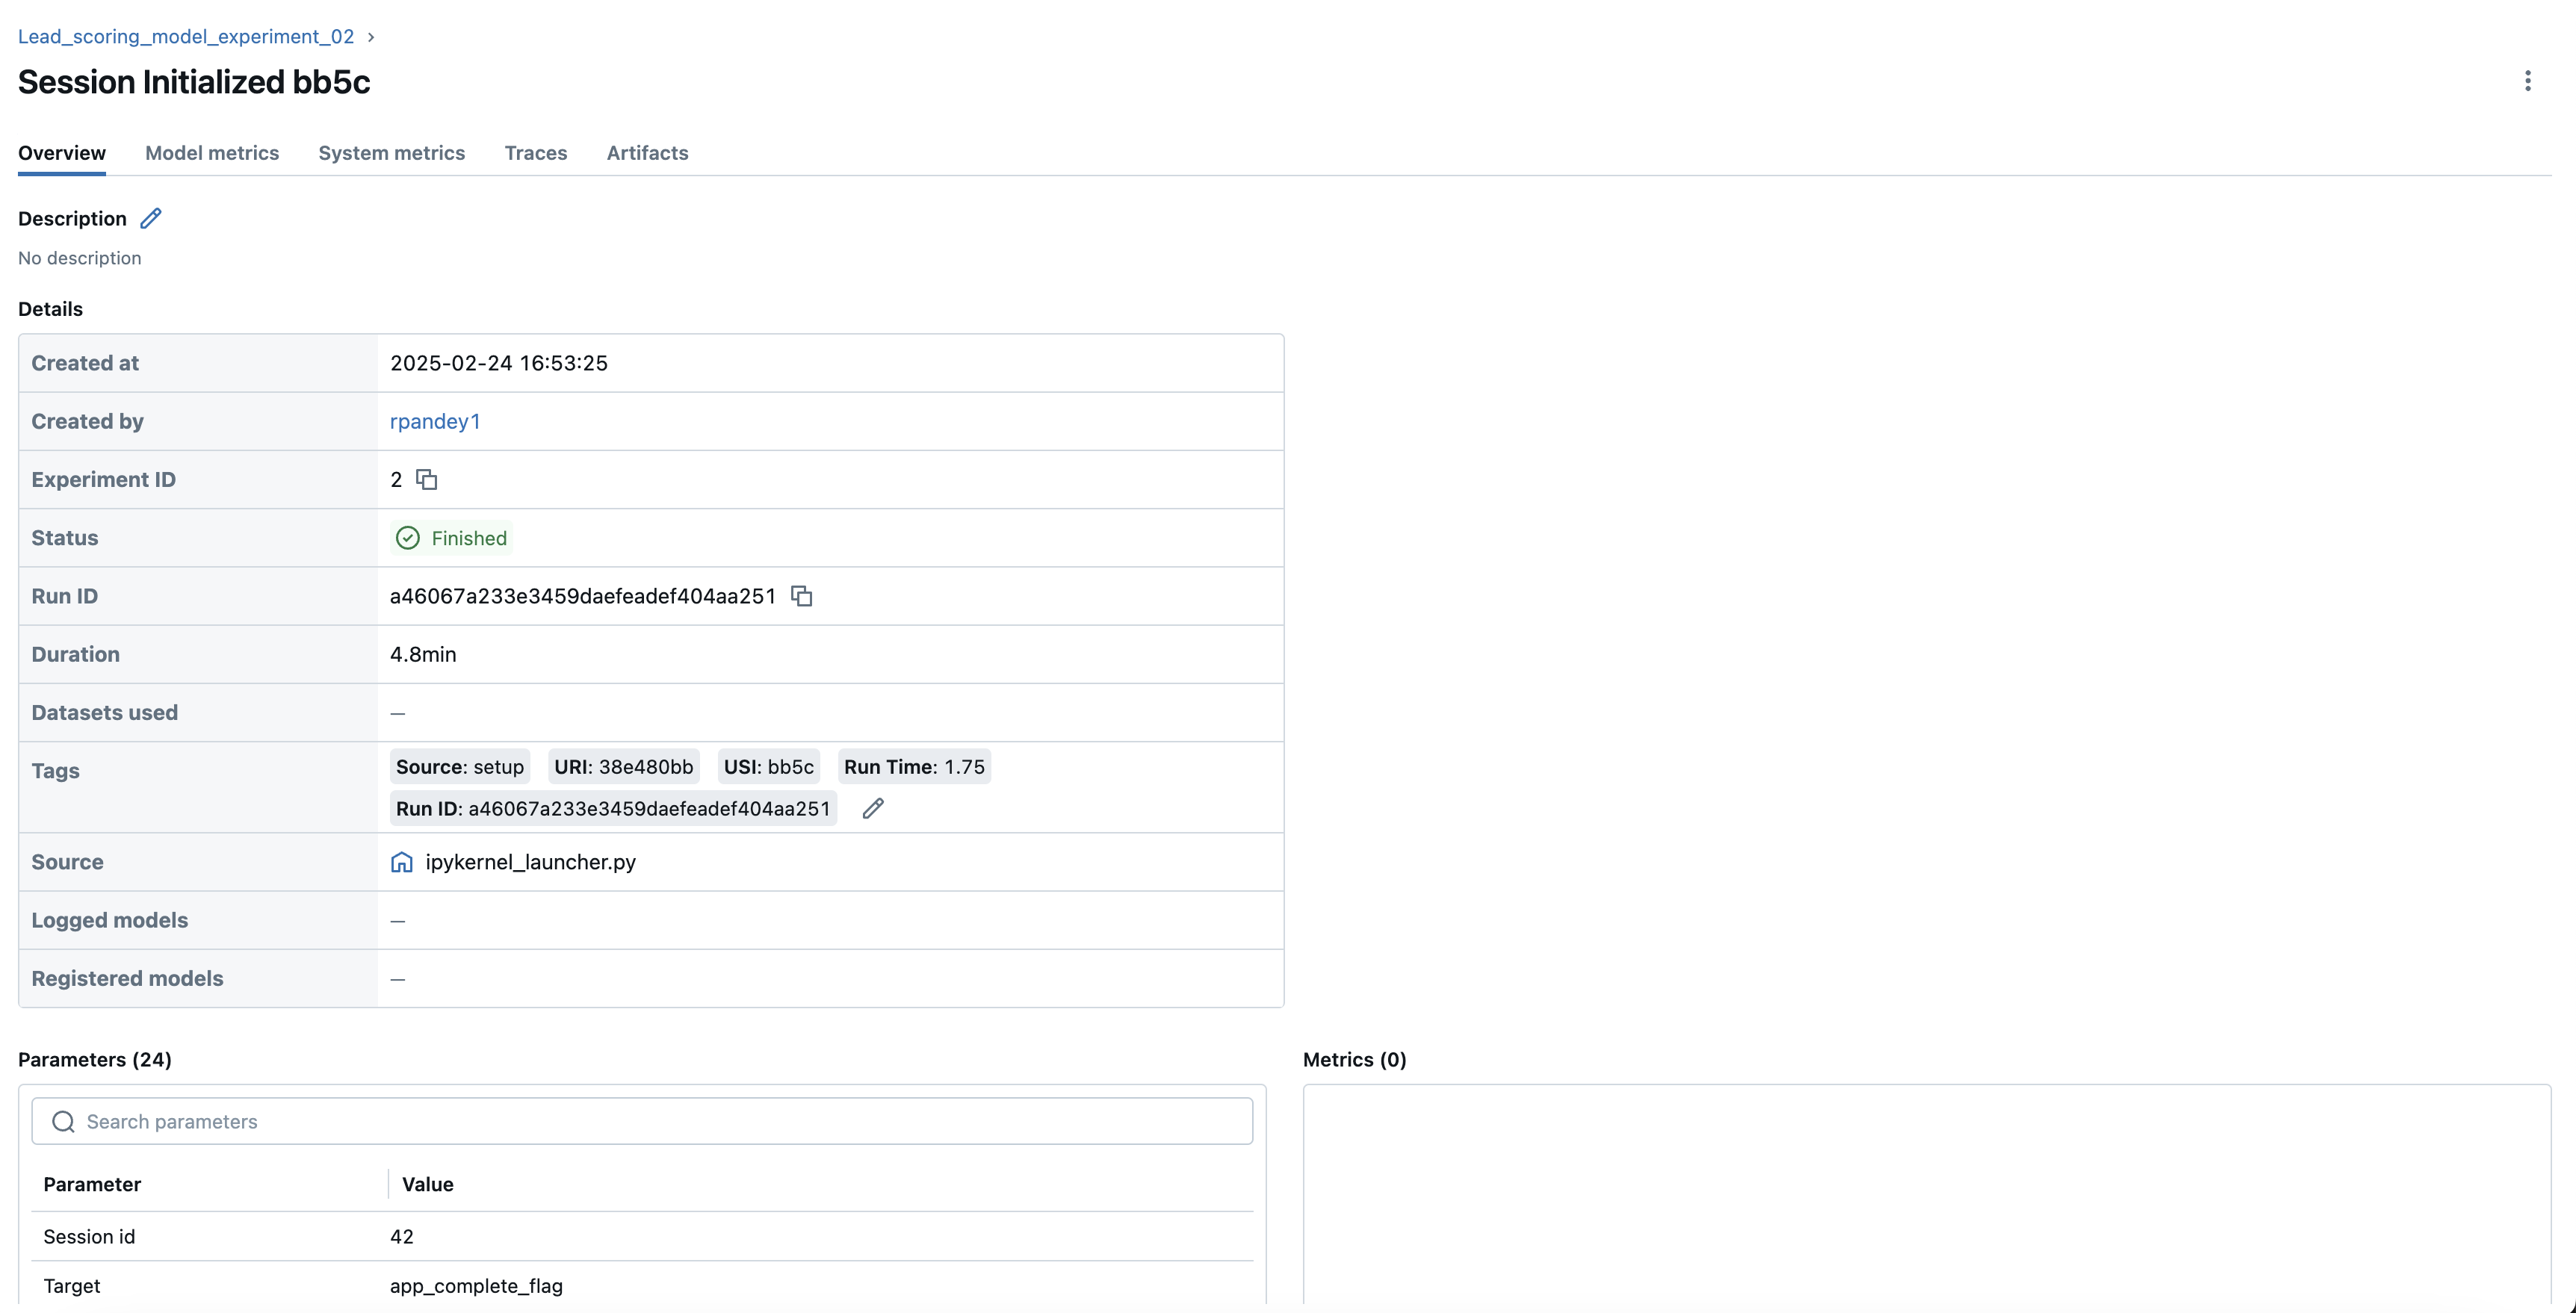 Lead_scoring_model_experiment_02 ›
Session Initialized bb5c
Overview Model metrics System metrics Traces Artifacts
Description
No description
Details
Created at 2025-02-24 16:53:25
Created by rpandey1
Experiment ID 2
Status Finished
Run ID a46067a233e3459daefeadef404aa251
Duration 4.8min
Datasets used —
Tags Source: setup URI: 38e480bb USI: bb5c Run Time: 1.75
Run ID: a46067a233e3459daefeadef404aa251
Source ipykernel_launcher.py
Logged models —
Registered models —
Parameters (24) Metrics (0)
Search parameters
Parameter Value
Session id 42
Target app_complete_flag